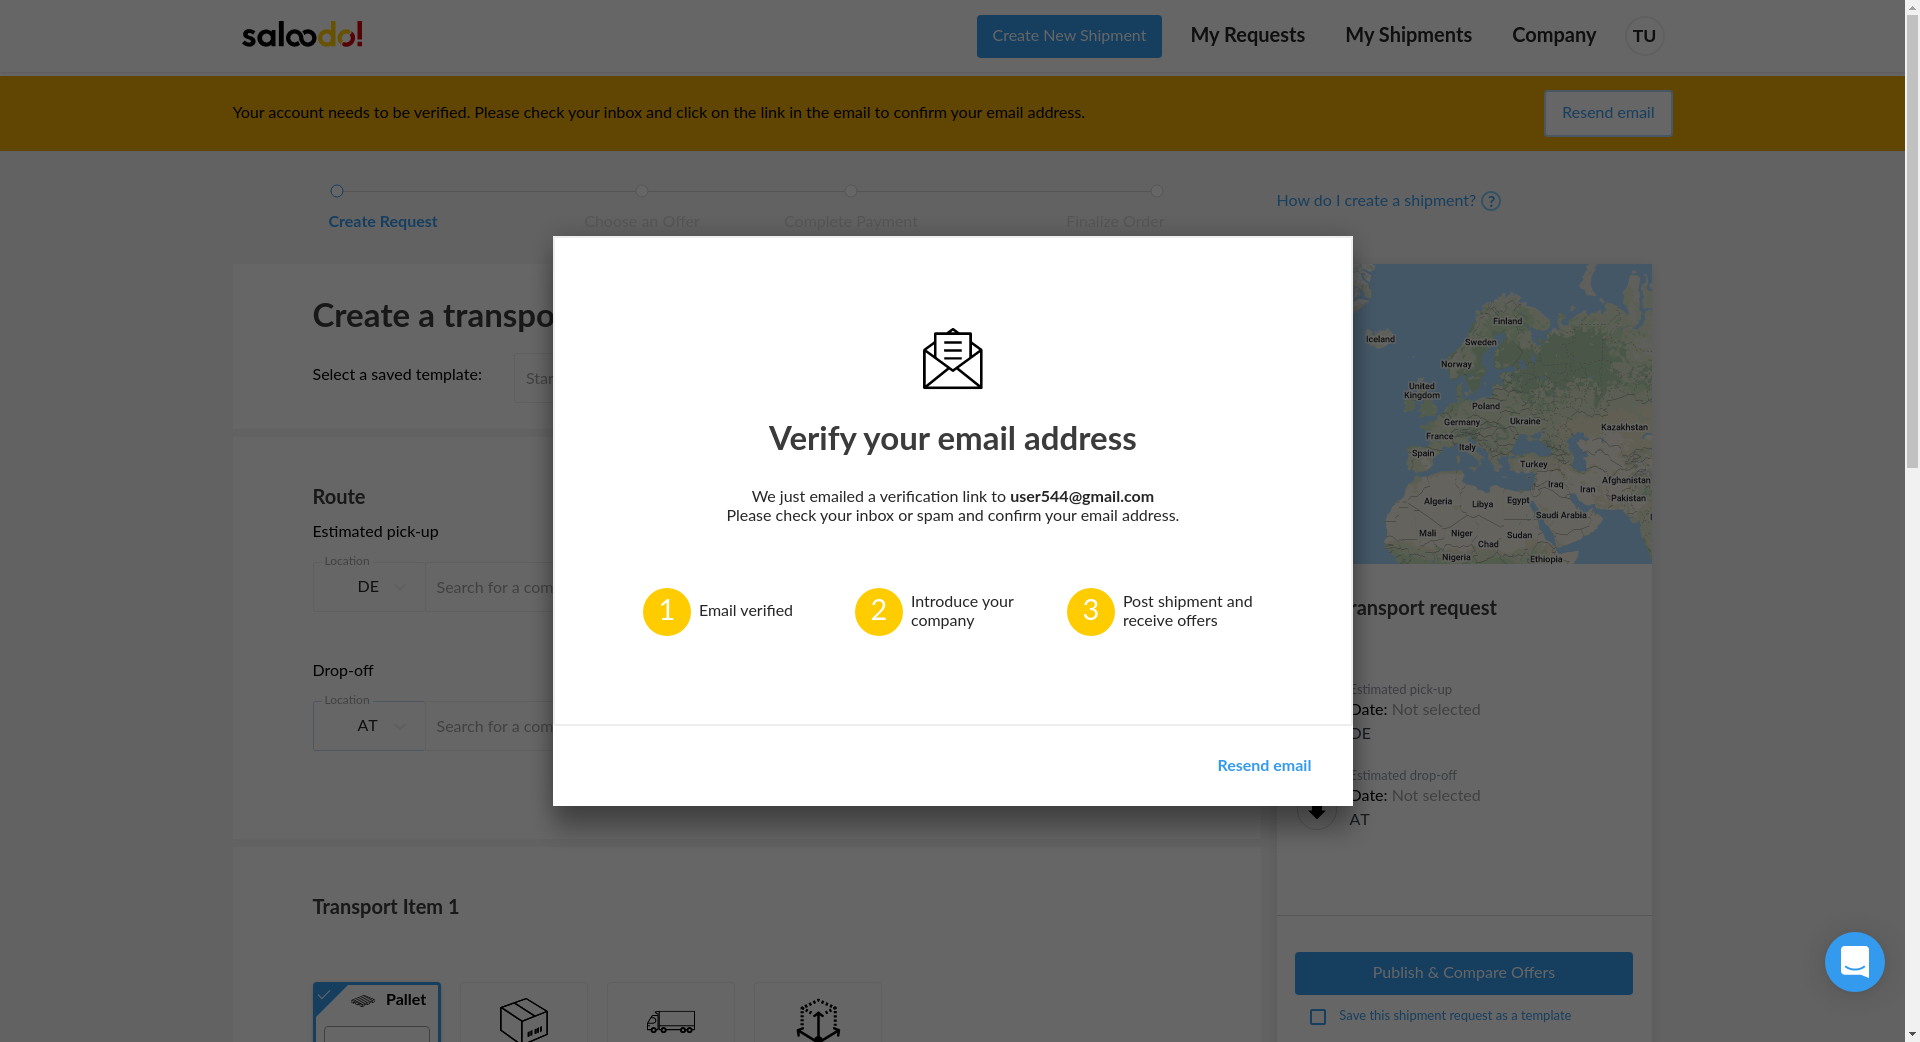 saloodo!
Create New Shipment
My Requests
My Shipments
Company
TU
Your account needs to be verified. Please check your inbox and click on the link in the email to confirm your email address.
Resend email
Create Request
Choose an Offer
Complete Payment
Finalize Order
How do I create a shipment? ?
Create a transpo
Select a saved template:
Star
Route
Estimated pick-up
Location
DE
Search for a com
Drop-off
Location
AT
Search for a com
Transport Item 1
Pallet
Verify your email address
We just emailed a verification link to user544@gmail.com
Please check your inbox or spam and confirm your email address.
1 Email verified
2 Introduce your
company
3 Post shipment and
receive offers
Resend email
Iceland
Finland
Sweden
Norway
United
Kingdom
Poland
Germany
Ukraine
Kazakhstan
France
Italy
Spain
Turkey
Iraq
Iran
Afghanistan
Pakistan
Algeria
Libya
Egypt
Saudi Arabia
Mali
Niger
Chad
Sudan
Nigeria
Ethiopia
ransport request
Estimated pick-up
Date: Not selected
DE
Estimated drop-off
Date: Not selected
AT
Publish & Compare Offers
Save this shipment request as a template